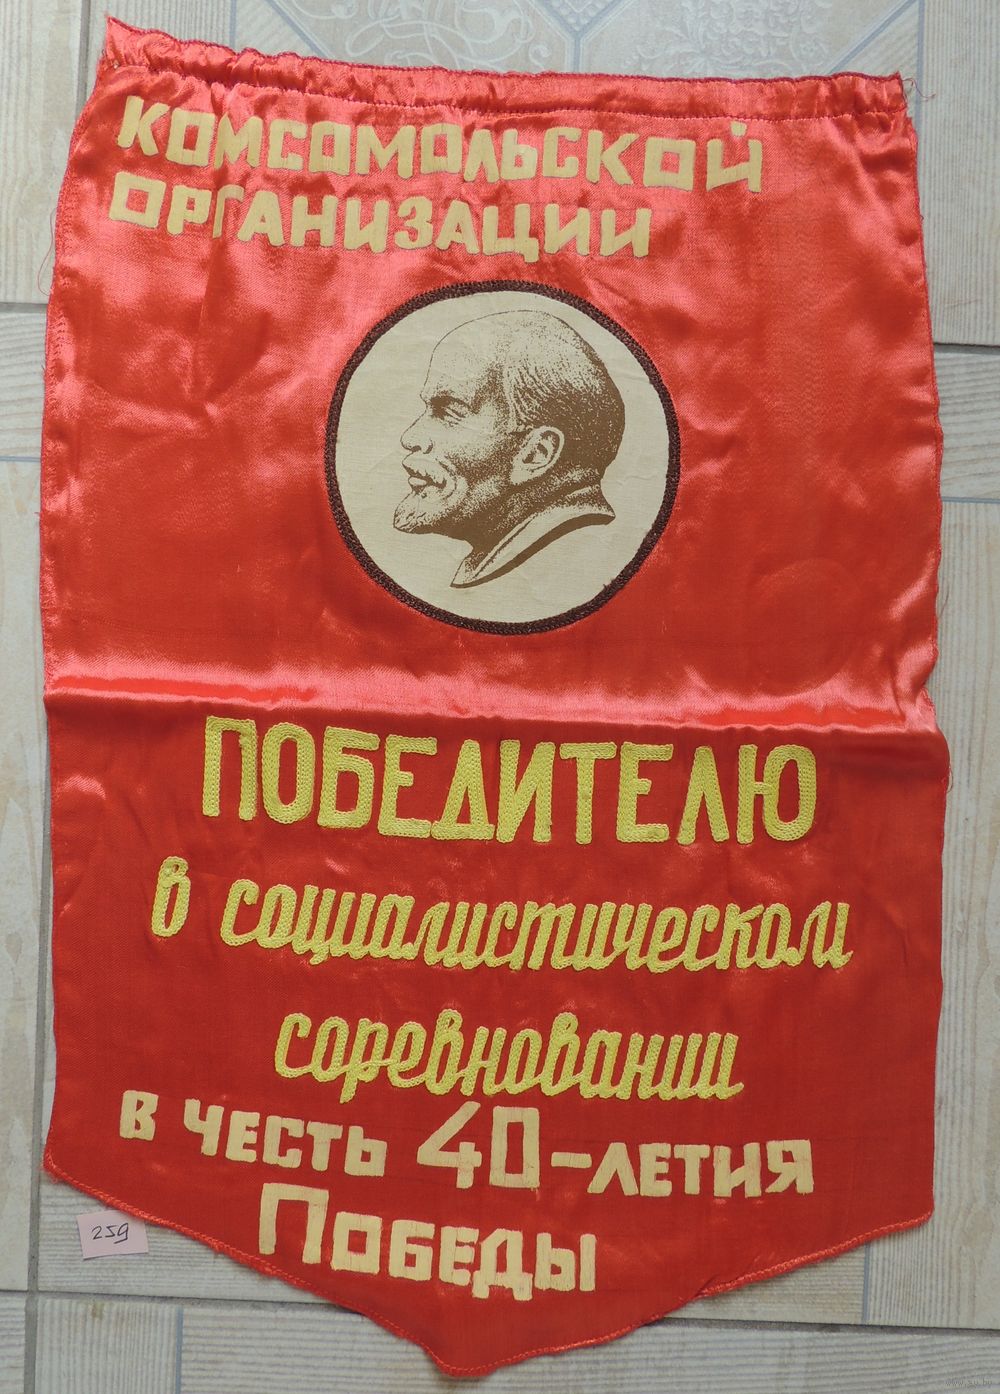 КОМСОМОЛЬСКОЙ
ОРГАНИЗАЦИИ
ПОБЕДИТЕЛЮ
в социалистическом
соревновании
В ЧЕСТЬ 40-ЛЕТИЯ
ПОБЕДЫ
259